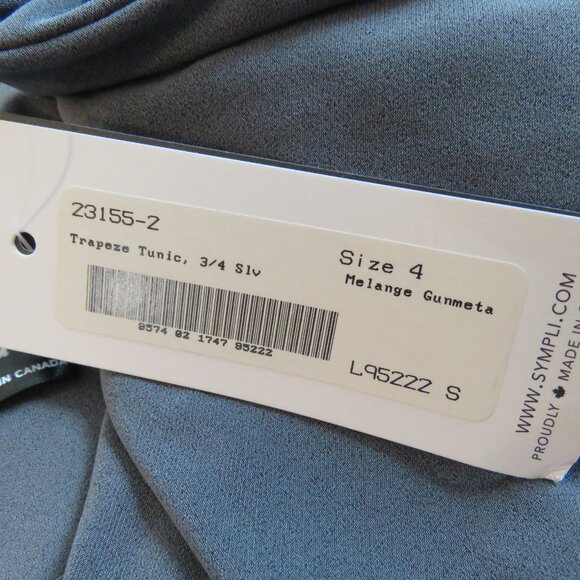 23155-2
Trapeze Tunic, 3/4 Slv
Size 4
Melange Gunmeta
8574 02 1747 85222
L95222 S
WWW.SYMPLI.COM
PROUDLY MADE IN
IN CANADA